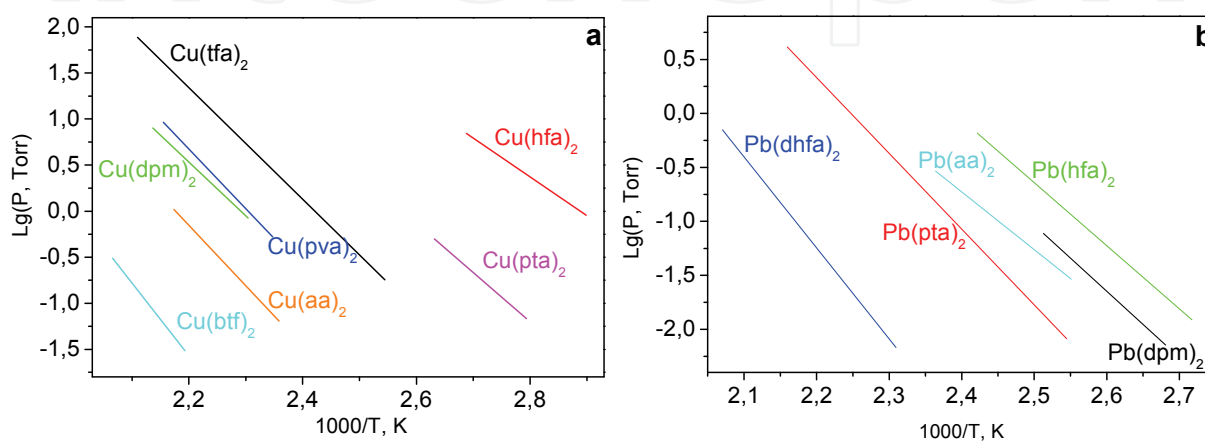 a
Lg(P, Torr)
2,0
1,5
1,0
0,5
0,0
-0,5
-1,0
-1,5
Cu(tfa)₂
Cu(hfa)₂
Cu(dpm)₂
Cu(pva)₂
Cu(pta)₂
Cu(aa)₂
Cu(btf)₂
2,2 2,4 2,6 2,8
1000/T, K
b
Lg(P, Torr)
0,5
0,0
-0,5
-1,0
-1,5
-2,0
Pb(dhfa)₂
Pb(aa)₂
Pb(hfa)₂
Pb(pta)₂
Pb(dpm)₂
2,1 2,2 2,3 2,4 2,5 2,6 2,7
1000/T, K